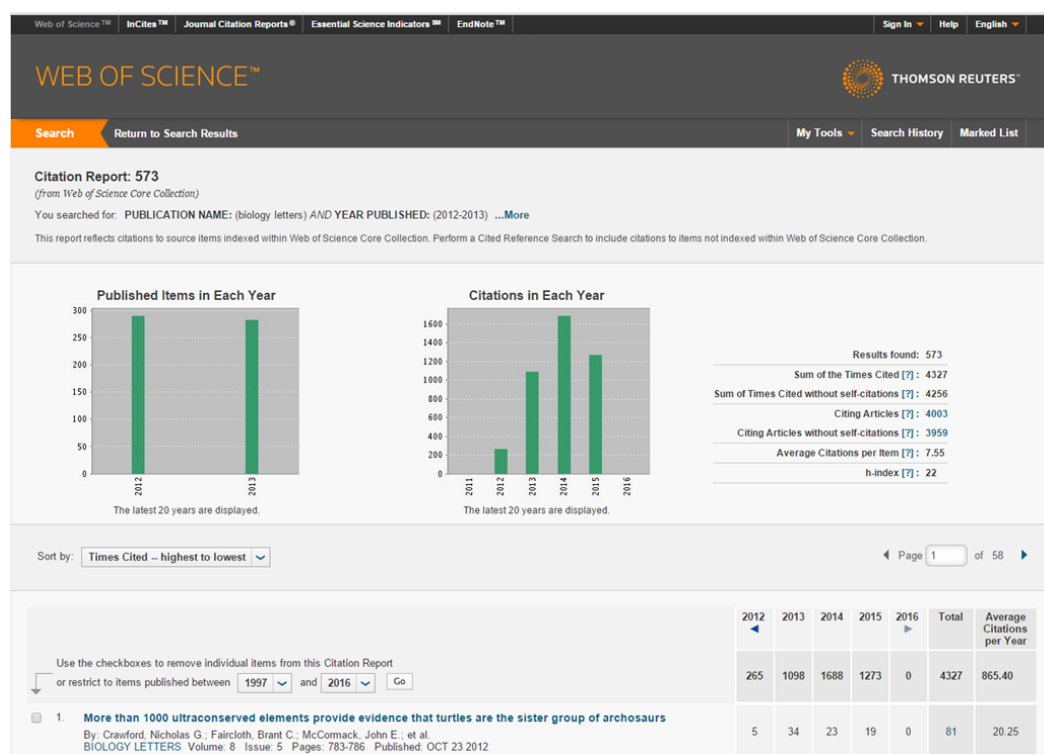 Web of Science™ InCites™ Journal Citation Reports® Essential Science Indicators℠ EndNote™ Sign In Help English
WEB OF SCIENCE™
THOMSON REUTERS™
Search Return to Search Results My Tools Search History Marked List
Citation Report: 573
(from Web of Science Core Collection)
You searched for: PUBLICATION NAME: (biology letters) AND YEAR PUBLISHED: (2012-2013) ...More
This report reflects citations to source items indexed within Web of Science Core Collection. Perform a Cited Reference Search to include citations to items not indexed within Web of Science Core Collection.
Published Items in Each Year
300
250
200
150
100
50
0
2012 2013
The latest 20 years are displayed.
Citations in Each Year
1600
1400
1200
1000
800
600
400
200
0
2011 2012 2013 2014 2015 2016
The latest 20 years are displayed.
Results found: 573
Sum of the Times Cited [?] : 4327
Sum of Times Cited without self-citations [?] : 4256
Citing Articles [?] : 4003
Citing Articles without self-citations [?] : 3959
Average Citations per Item [?] : 7.55
h-index [?] : 22
Sort by: Times Cited -- highest to lowest Page 1 of 58
2012 2013 2014 2015 2016 Total Average Citations per Year
Use the checkboxes to remove individual items from this Citation Report
or restrict to items published between 1997 and 2016 Go
265 1098 1688 1273 0 4327 865.40
1. More than 1000 ultraconserved elements provide evidence that turtles are the sister group of archosaurs
By: Crawford, Nicholas G.; Faircloth, Brant C.; McCormack, John E.; et al.
BIOLOGY LETTERS Volume: 8 Issue: 5 Pages: 783-786 Published: OCT 23 2012
5 34 23 19 0 81 20.25